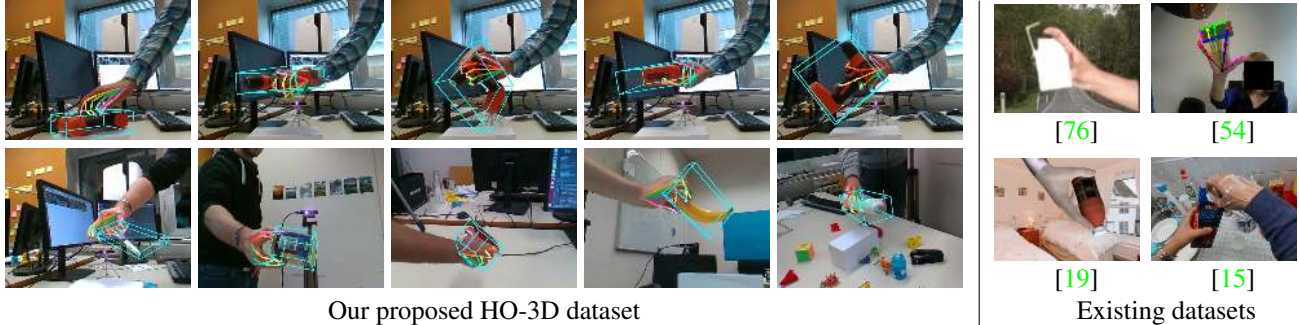 [76] [54]
[19] [15]
Our proposed HO-3D dataset Existing datasets